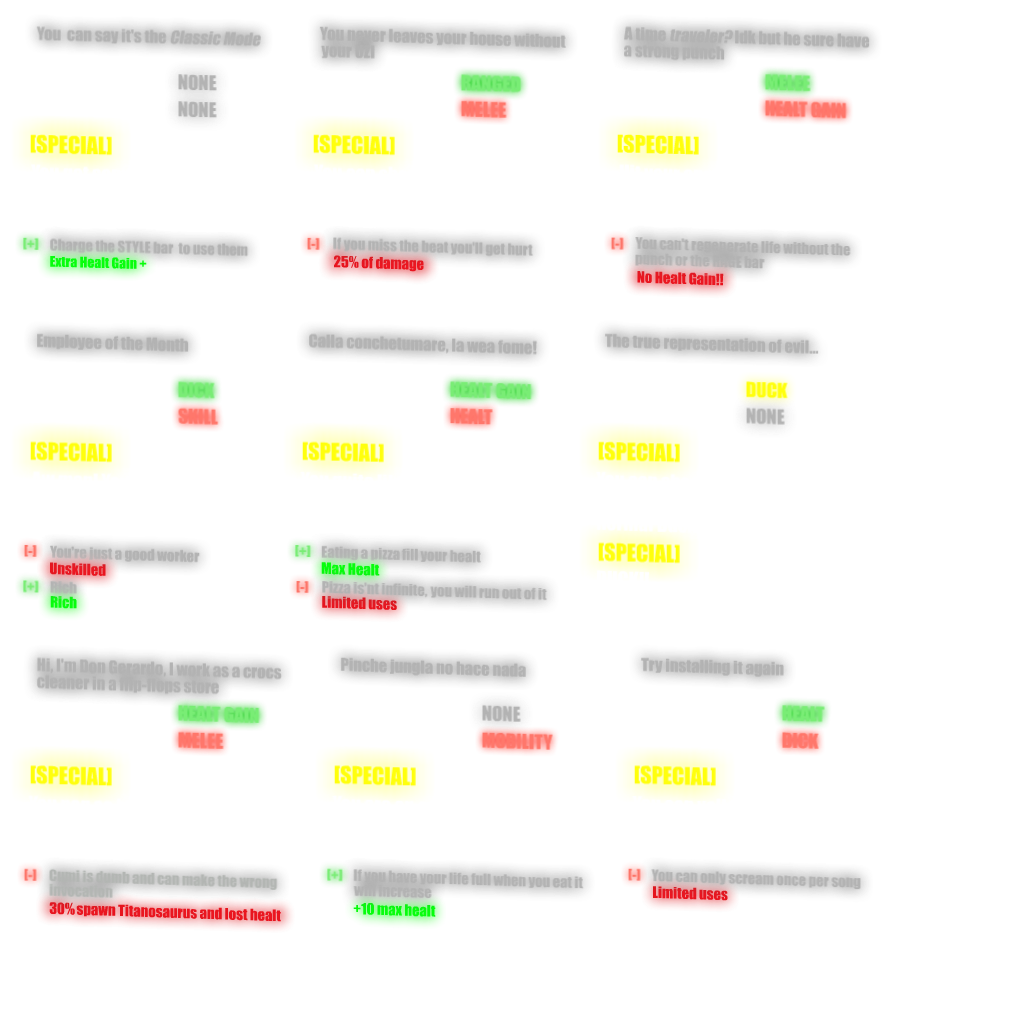 You can say it's the Classic Mode
NONE
NONE
[SPECIAL]
[+] Charge the STYLE bar to use them
Extra Healt Gain +
You never leaves your house without
your UZI
RANGED
MELEE
[SPECIAL]
[-] If you miss the beat you'll get hurt
25% of damage
A time traveler? Idk but he sure have
a strong punch
MELEE
HEALT GAIN
[SPECIAL]
[-] You can't regenerate life without the
punch or the bar
No Healt Gain!!
Employee of the Month
SKILL
[SPECIAL]
[-] You're just a good worker
Unskilled
[+] Rich
Rich
Calla conchotumare, la wea fome!
HEALT GAIN
HEALT
[SPECIAL]
[+] Eating a pizza fill your healt
Max Healt
[-] Pizza is'nt infinite, you will run out of it
Limited uses
The true representation of evil...
DUCK
NONE
[SPECIAL]
[SPECIAL]
Hi, I'm Don Gerardo, I work as a crocs
cleaner in a flip-flops store
HEALT GAIN
MELEE
[SPECIAL]
[-] is dumb and can make the wrong
invocation
30% spawn Titanosaurus and lost healt
Pinche jungla no hace nada
NONE
MOBILITY
[SPECIAL]
[+] If you have your life full when you eat it
will increase
+10 max healt
Try installing it again
HEALT
DICK
[SPECIAL]
[-] You can only scream once per song
Limited uses